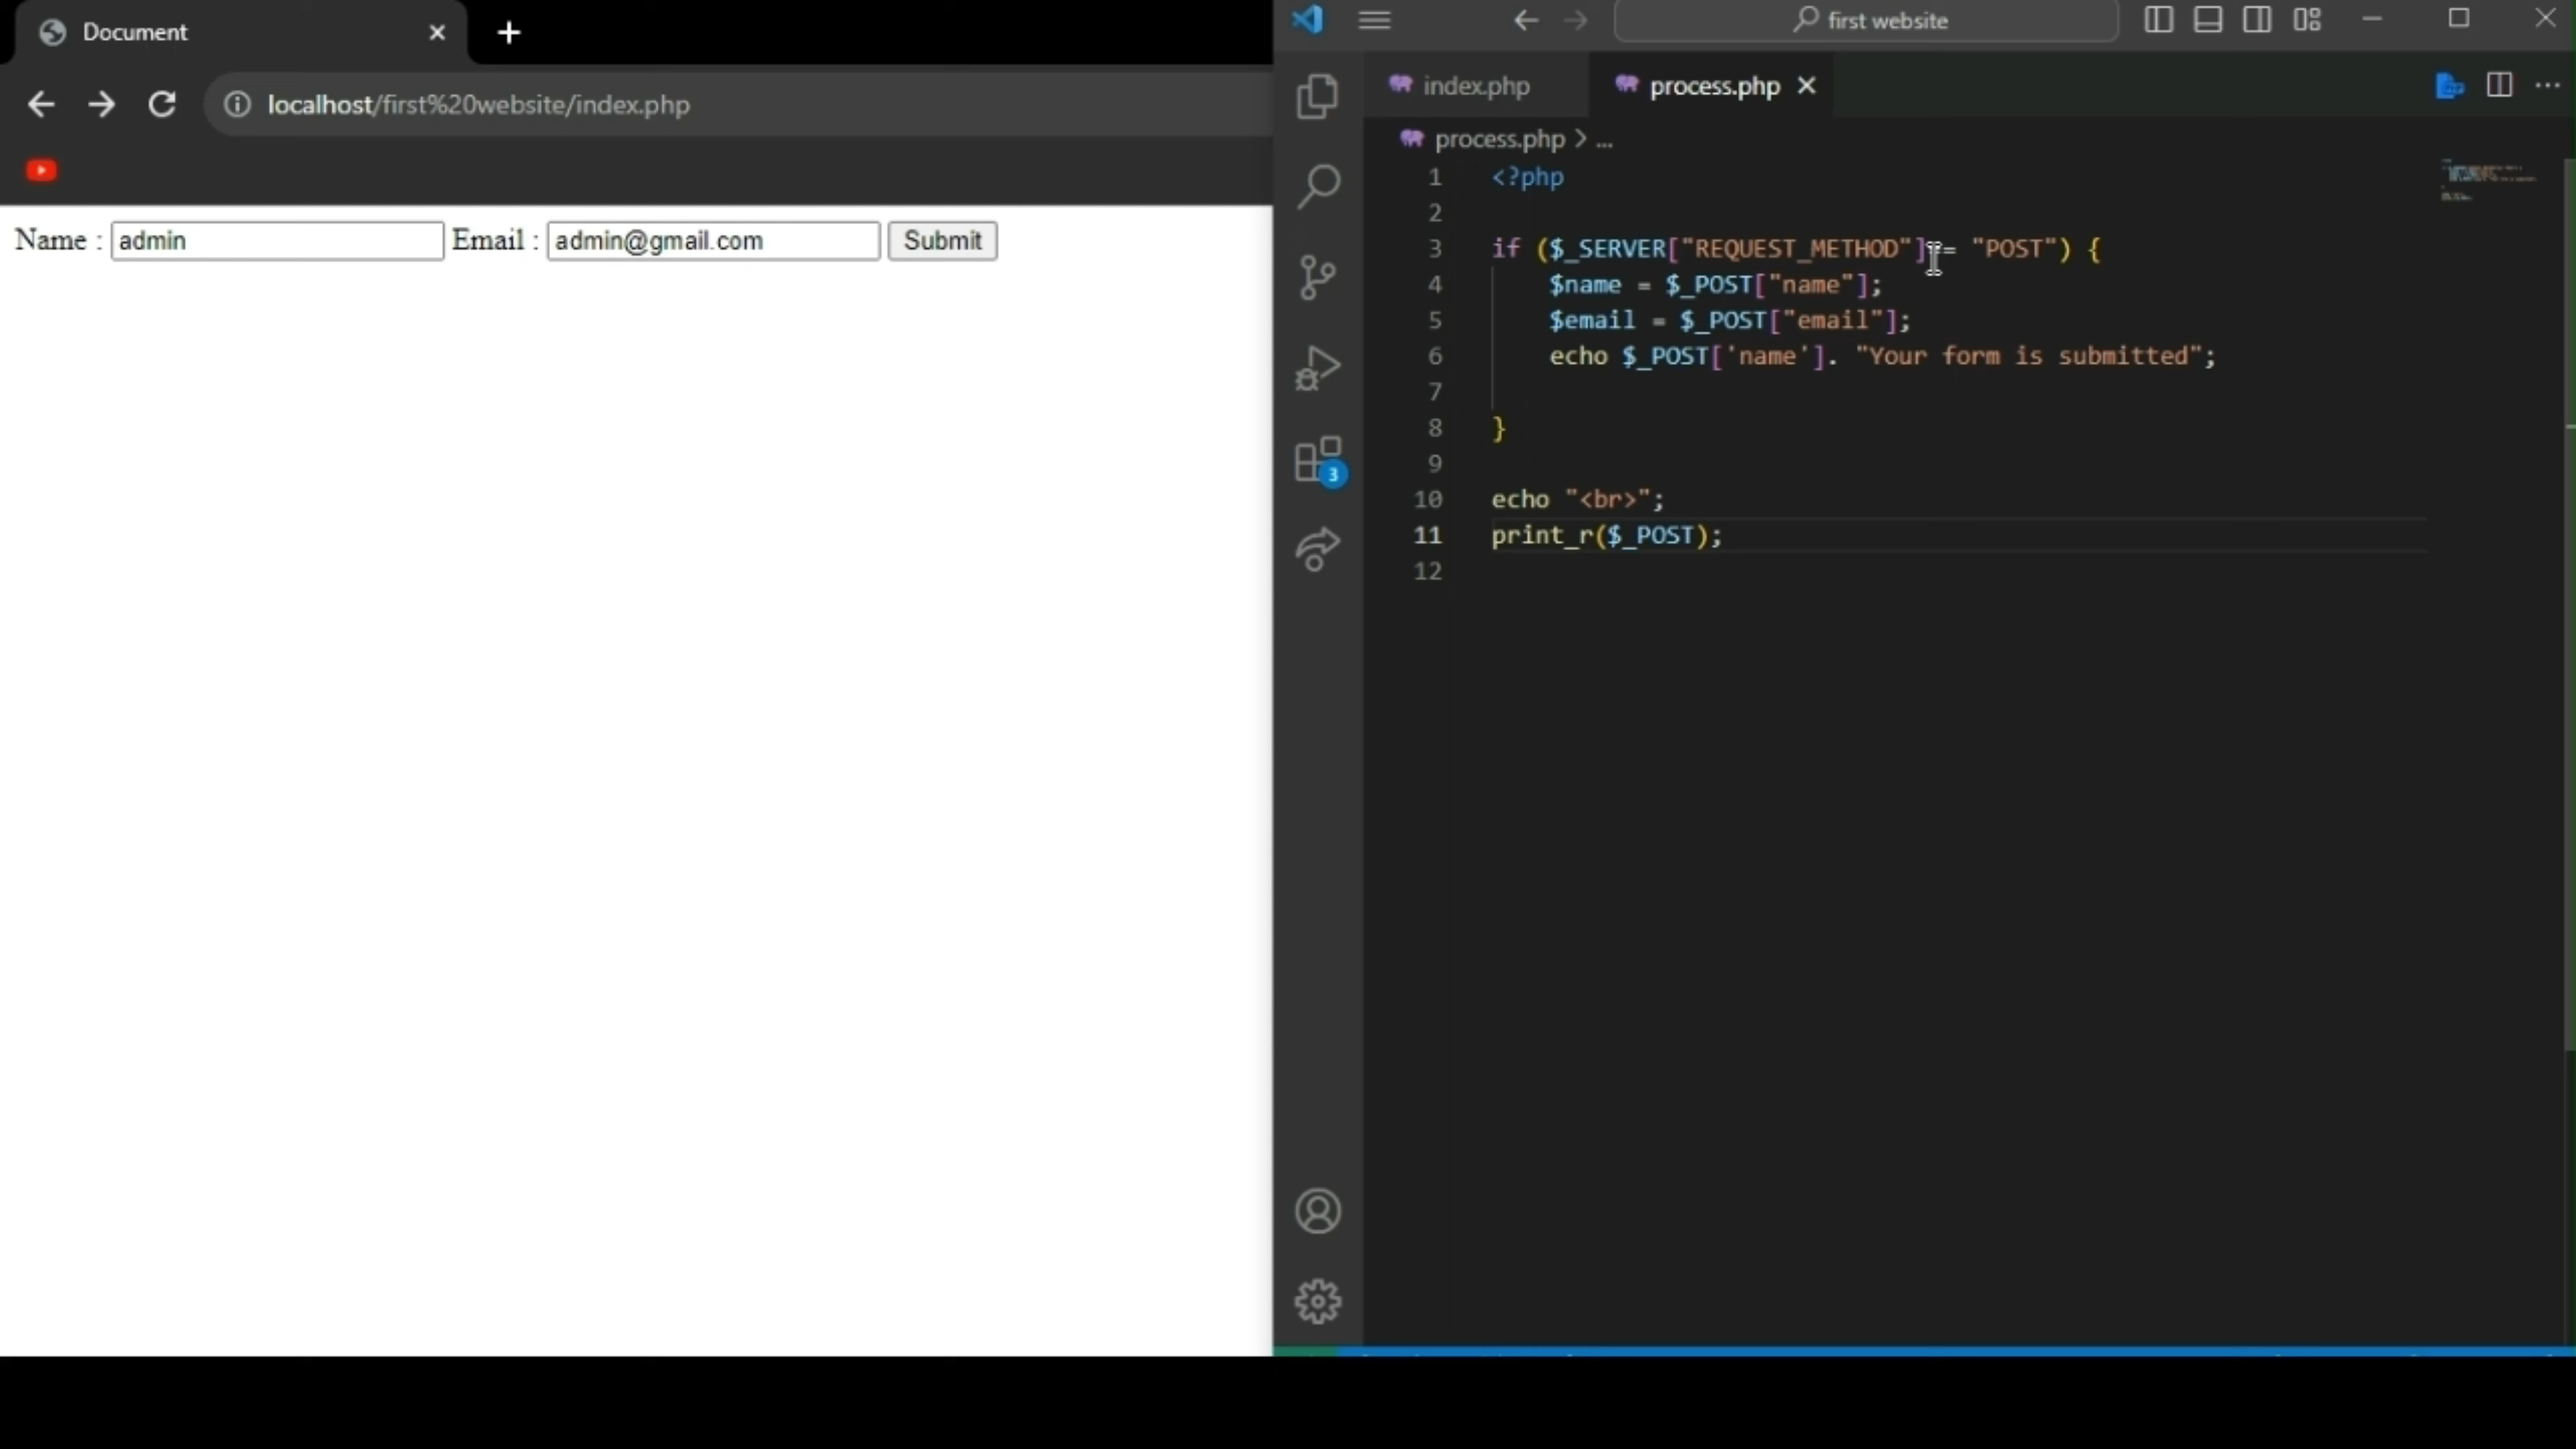 Document
localhost/first%20website/index.php
Name : admin Email : admin@gmail.com Submit
first website
index.php process.php
process.php > ...
1 <?php
2
3 if ($_SERVER["REQUEST_METHOD"] == "POST") {
4 $name = $_POST["name"];
5 $email = $_POST["email"];
6 echo $_POST['name']. "Your form is submitted";
7
8 }
9
10 echo "<br>";
11 print_r($_POST);
12
3